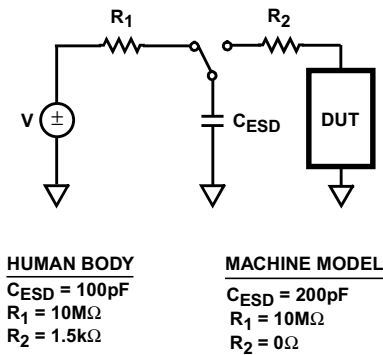 R1 R2
V ± CESD DUT
HUMAN BODY
CESD = 100pF
R1 = 10MΩ
R2 = 1.5kΩ
MACHINE MODEL
CESD = 200pF
R1 = 10MΩ
R2 = 0Ω